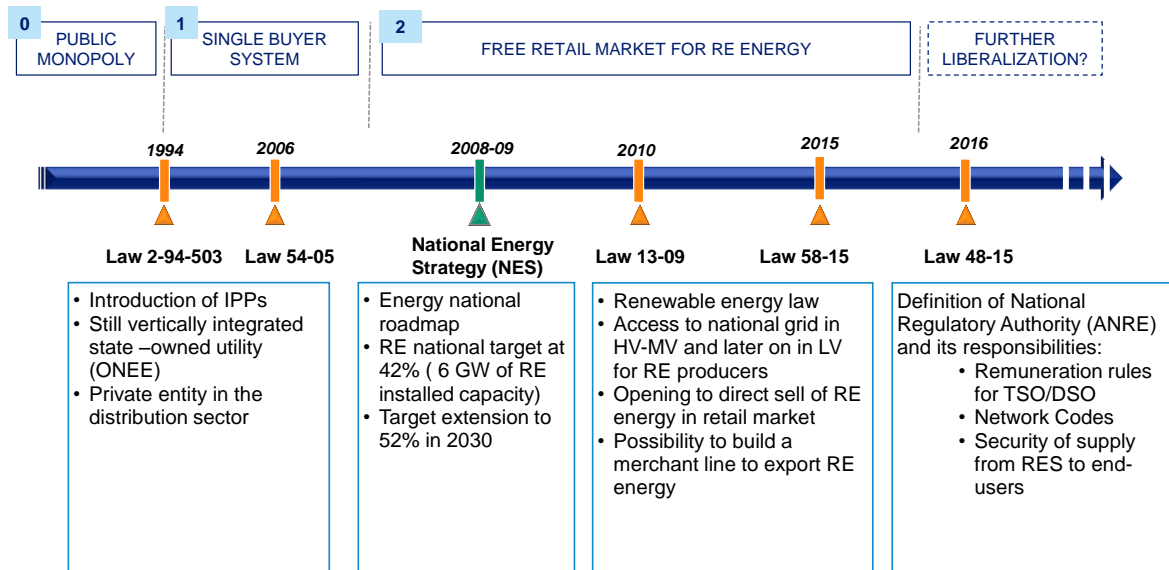 0
PUBLIC
MONOPOLY
1
SINGLE BUYER
SYSTEM
2
FREE RETAIL MARKET FOR RE ENERGY
FURTHER
LIBERALIZATION?
1994
2006
2008-09
2010
2015
2016
Law 2-94-503
Law 54-05
National Energy
Strategy (NES)
Law 13-09
Law 58-15
Law 48-15
• Introduction of IPPs
• Still vertically integrated
state –owned utility
(ONEE)
• Private entity in the
distribution sector
• Energy national
roadmap
• RE national target at
42% ( 6 GW of RE
installed capacity)
• Target extension to
52% in 2030
• Renewable energy law
• Access to national grid in
HV-MV and later on in LV
for RE producers
• Opening to direct sell of RE
energy in retail market
• Possibility to build a
merchant line to export RE
energy
Definition of National
Regulatory Authority (ANRE)
and its responsibilities:
• Remuneration rules
for TSO/DSO
• Network Codes
• Security of supply
from RES to end-
users